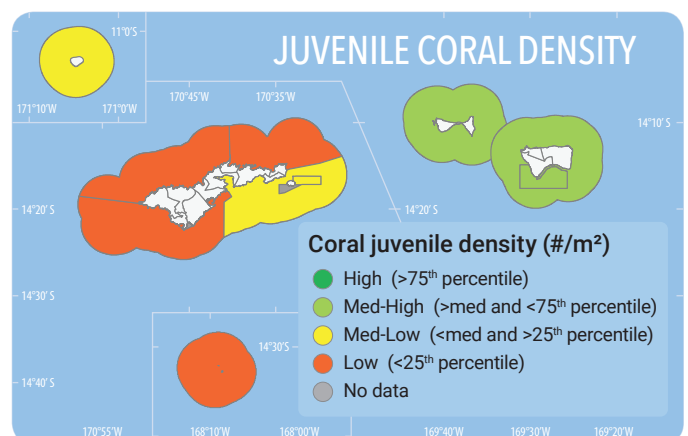 11°0'S
JUVENILE CORAL DENSITY
171°10'W 171°0'W
170°45'W 170°35'W
14°10'S
14°20'S
14°20'S
Coral juvenile density (#/m²)
High (>75th percentile)
Med-High (>med and <75th percentile)
14°30'S
Med-Low (<med and >25th percentile)
14°30'S
Low (<25th percentile)
14°40'S
No data
170°55'W 168°10'W 168°00'W 169°40'W 169°30'W 169°20'W